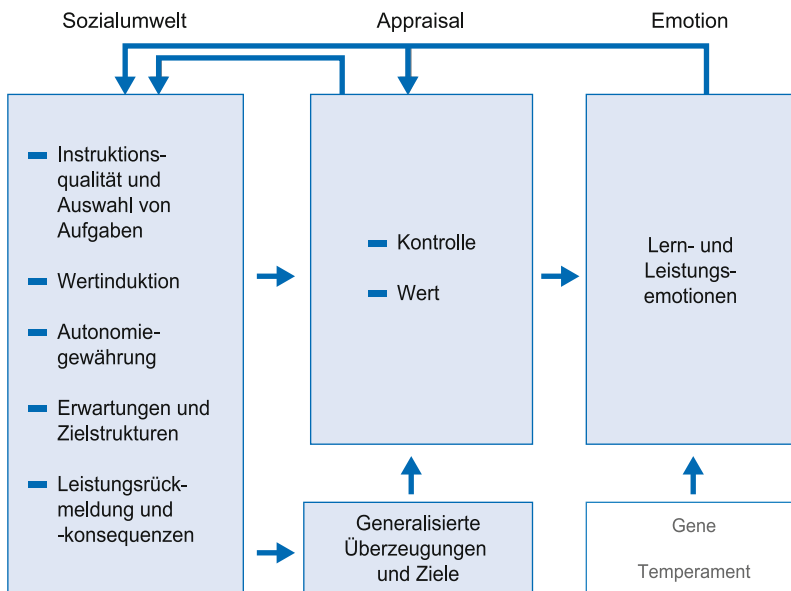 Sozialumwelt
Appraisal
Emotion
Instruktions-
qualität und
Auswahl von
Aufgaben
Wertinduktion
Autonomie-
gewährung
Erwartungen und
Zielstrukturen
Leistungsrück-
meldung und
-konsequenzen
Kontrolle
Wert
Generalisierte
Überzeugungen
und Ziele
Lern- und
Leistungs-
emotionen
Gene
Temperament